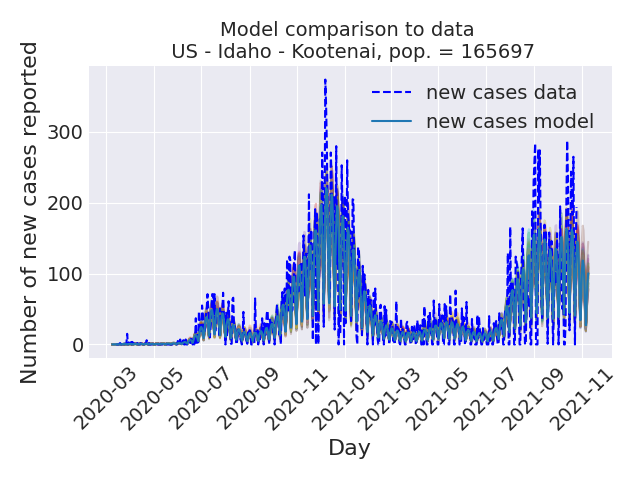 Model comparison to data
US - Idaho - Kootenai, pop. = 165697
Number of new cases reported
300
200
100
0
new cases data
new cases model
2020-03
2020-05
2020-07
2020-09
2020-11
2021-01
2021-03
2021-05
2021-07
2021-09
2021-11
Day